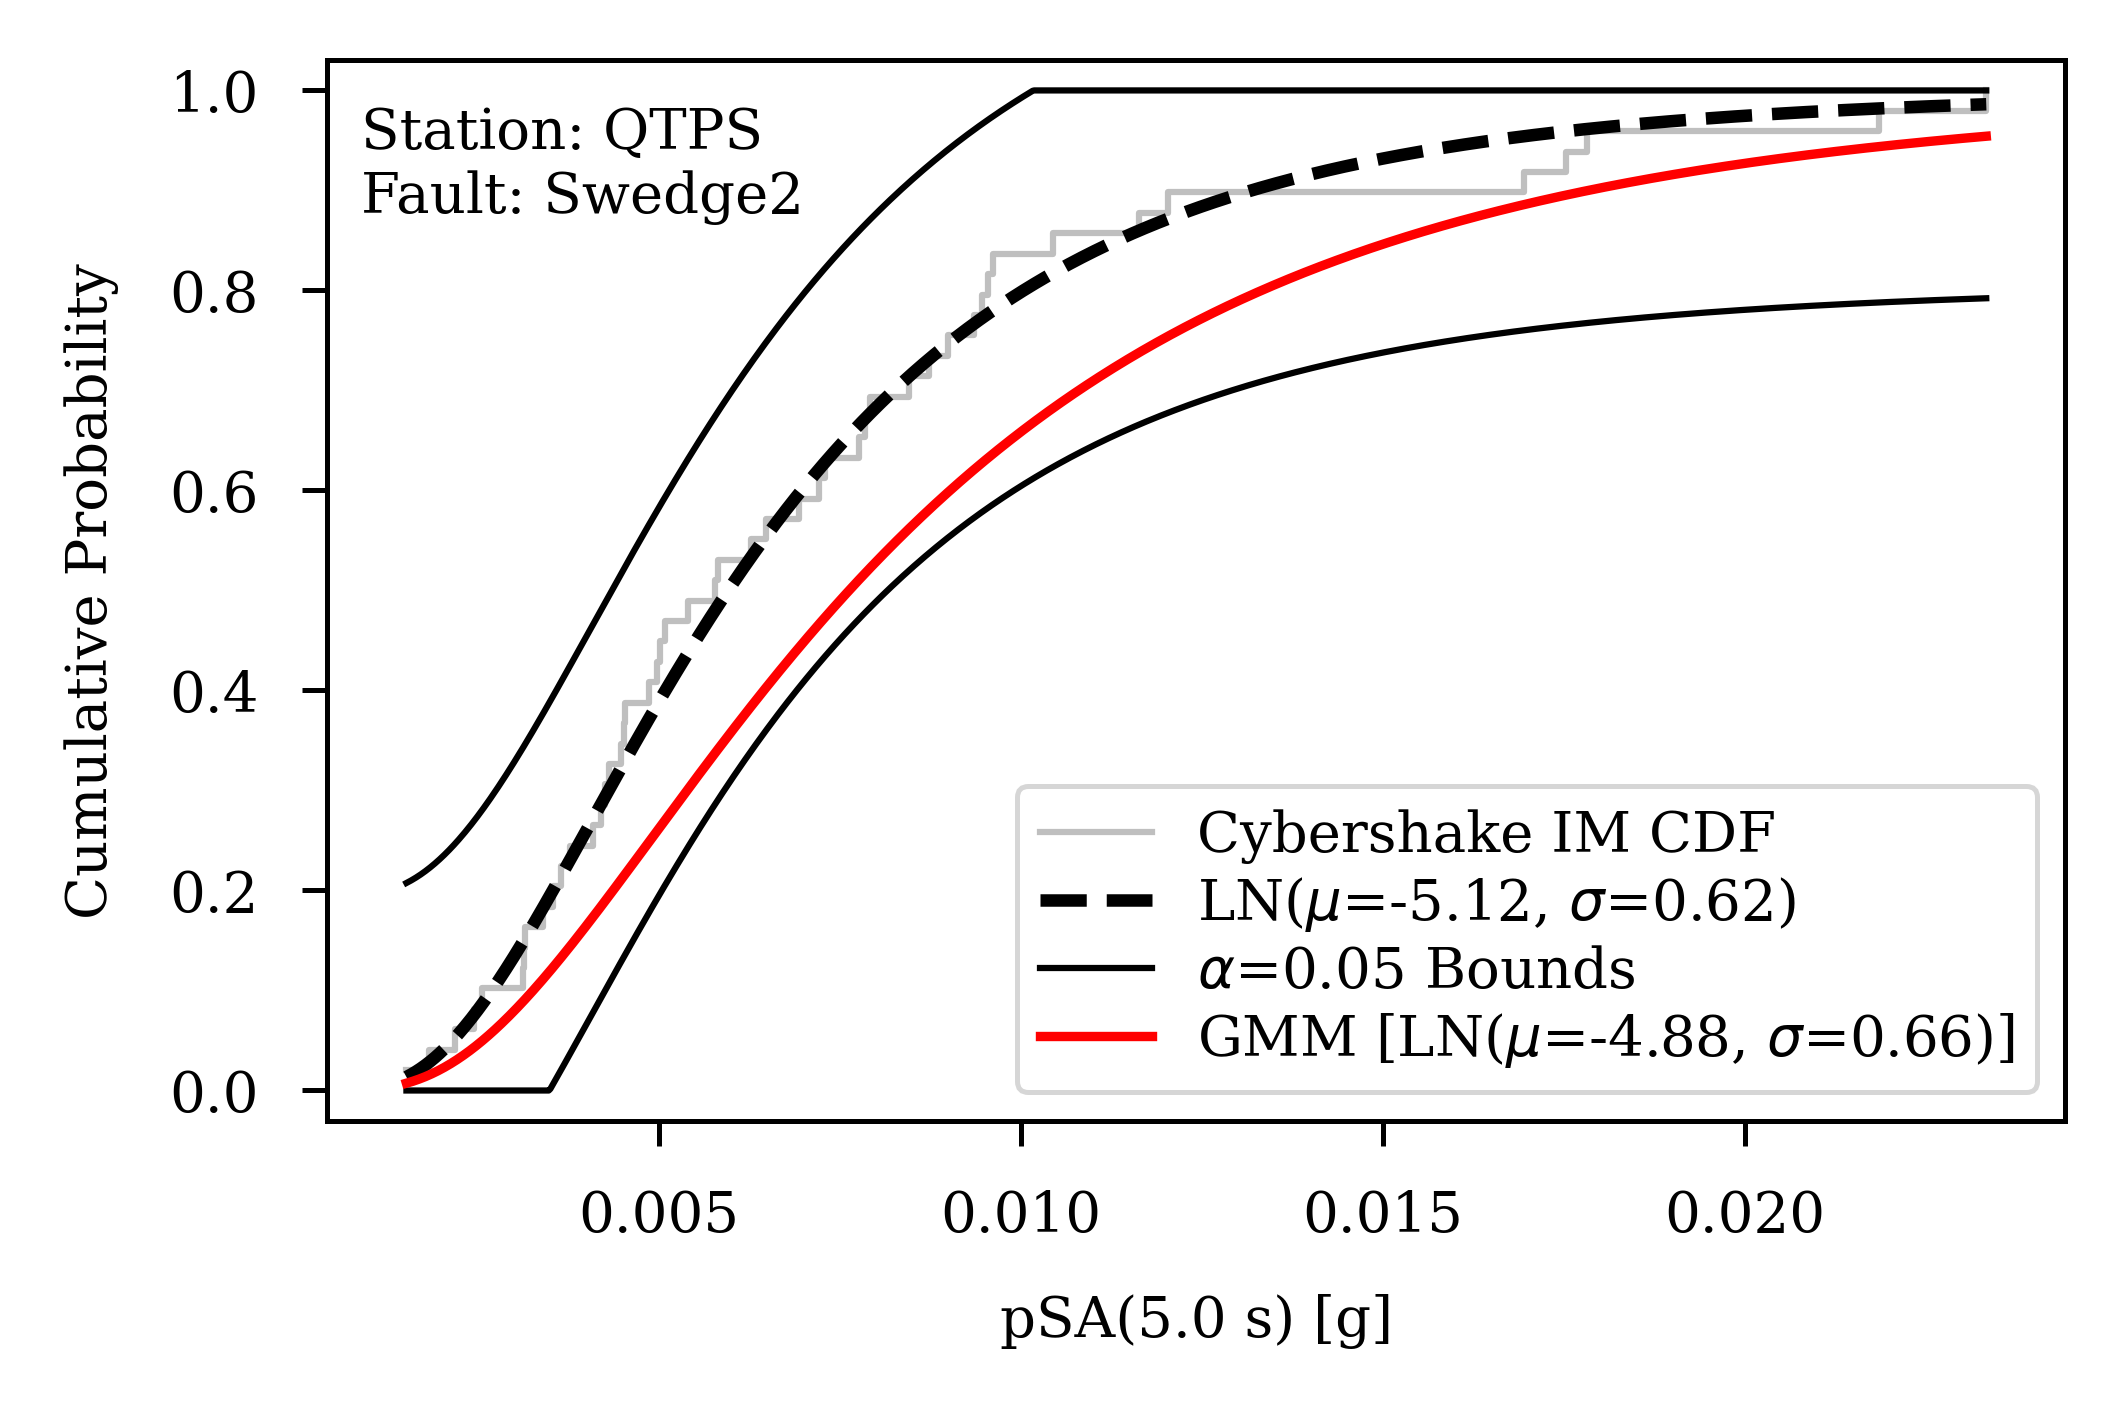 Station: QTPS
Fault: Swedge2
Cumulative Probability
1.0
0.8
0.6
0.4
0.2
0.0
Cybershake IM CDF
LN(μ=-5.12, σ=0.62)
α=0.05 Bounds
GMM [LN(μ=-4.88, σ=0.66)]
0.005 0.010 0.015 0.020
pSA(5.0 s) [g]